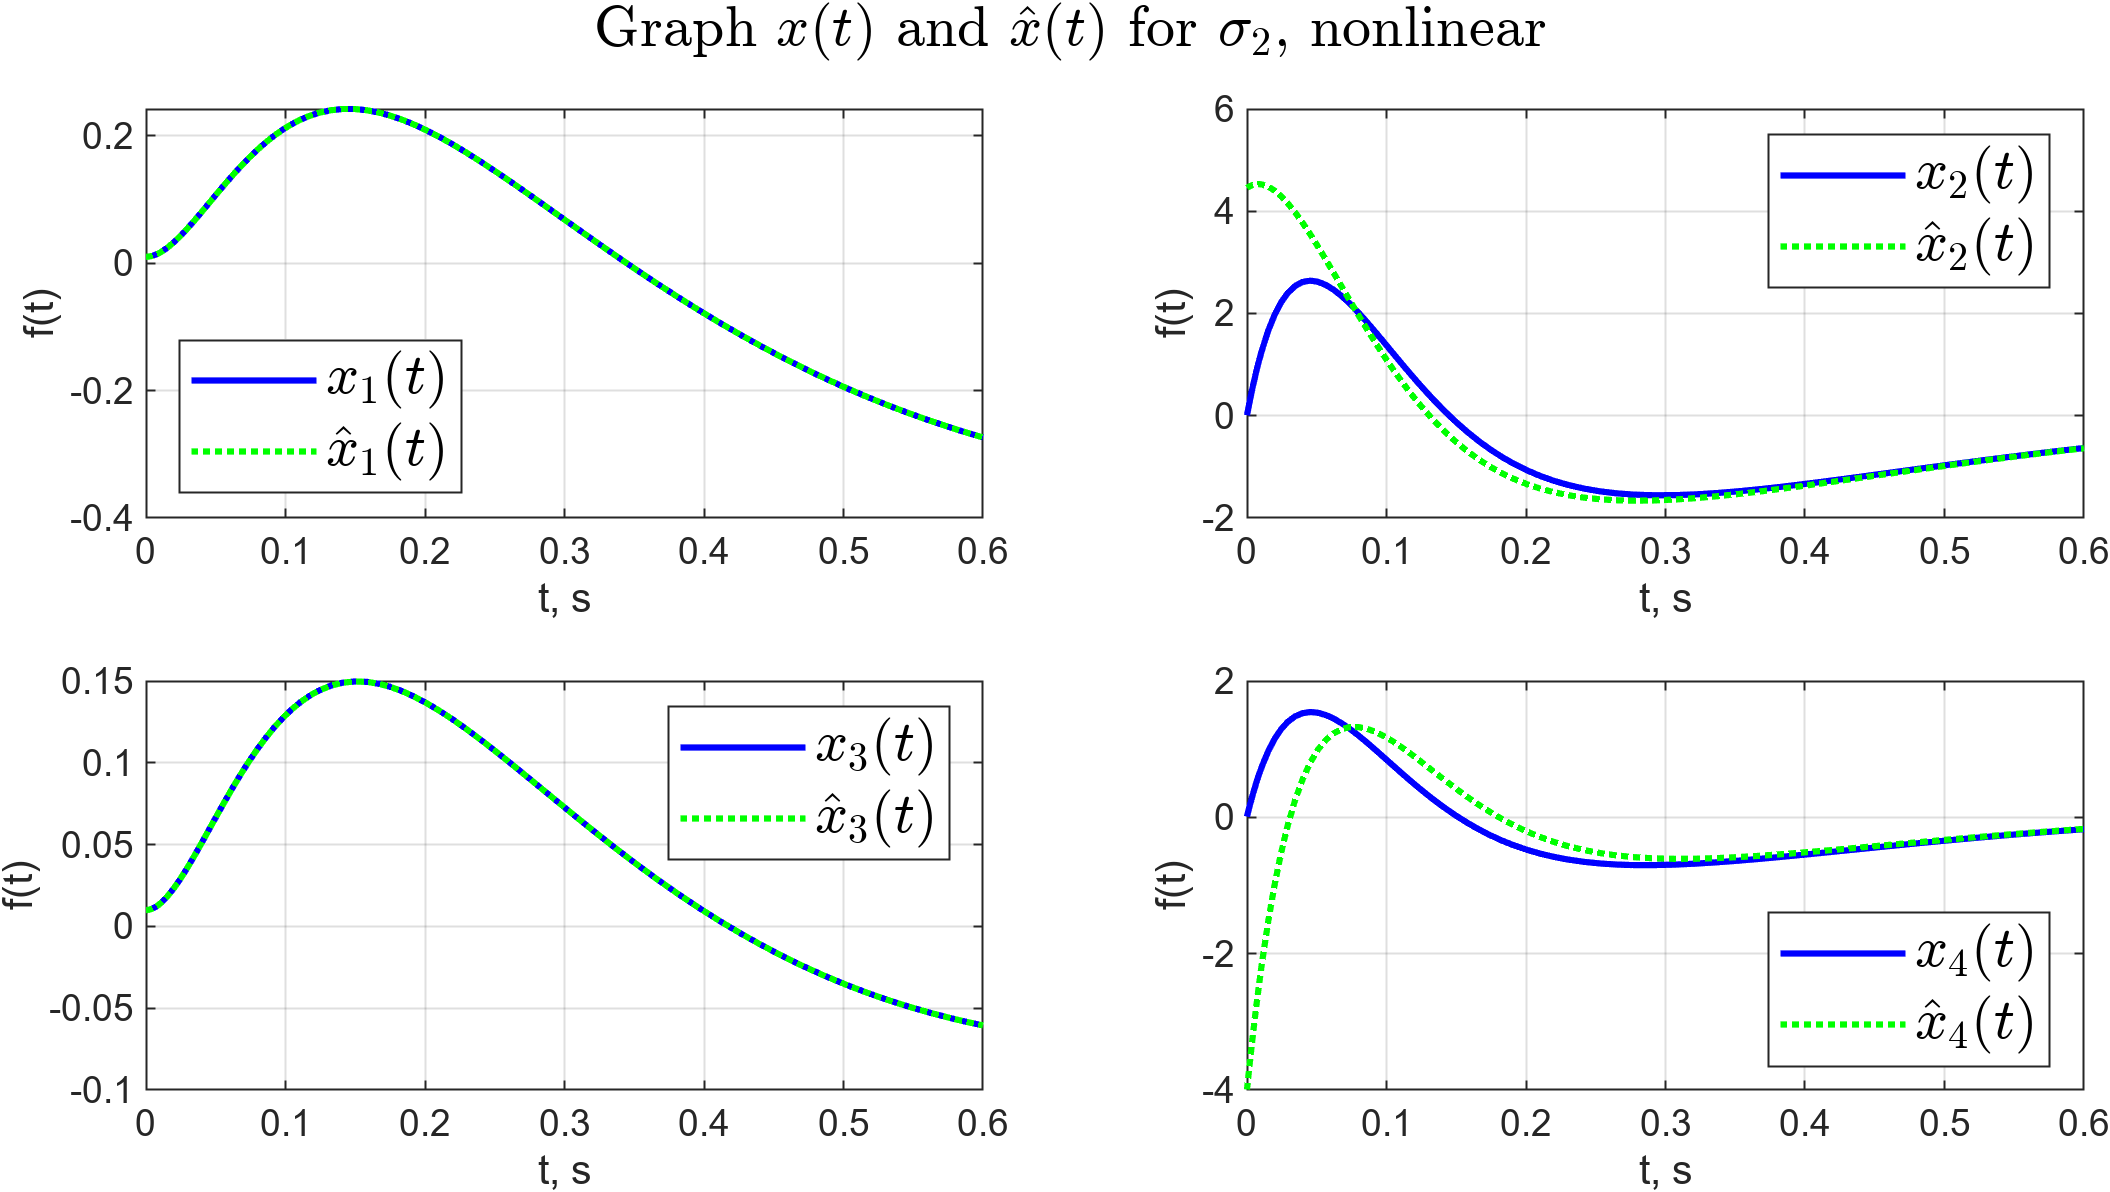 Graph x(t) and x̂(t) for σ₂, nonlinear
0.2
0
-0.2
-0.4
f(t)
x₁(t)
x̂₁(t)
0 0.1 0.2 0.3 0.4 0.5 0.6
t, s
6
4
2
0
-2
f(t)
x₂(t)
x̂₂(t)
0 0.1 0.2 0.3 0.4 0.5 0.6
t, s
0.15
0.1
0.05
0
-0.05
-0.1
f(t)
x₃(t)
x̂₃(t)
0 0.1 0.2 0.3 0.4 0.5 0.6
t, s
2
0
-2
-4
f(t)
x₄(t)
x̂₄(t)
0 0.1 0.2 0.3 0.4 0.5 0.6
t, s